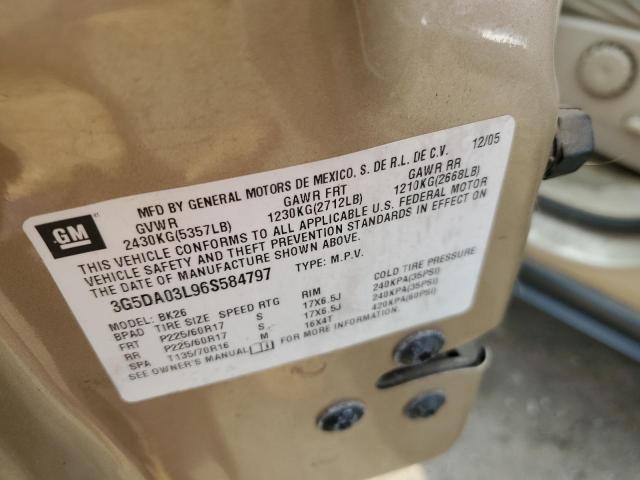 GM
MFD BY GENERAL MOTORS DE MEXICO, S. DE R.L. DE C.V. 12/05
GVWR GAWR FRT GAWR RR
2430KG(5357LB) 1230KG(2712LB) 1210KG(2668LB)
THIS VEHICLE CONFORMS TO ALL APPLICABLE U.S. FEDERAL MOTOR
VEHICLE SAFETY AND THEFT PREVENTION STANDARDS IN EFFECT ON
THE DATE OF MANUFACTURE SHOWN ABOVE.
3G5DA03L96S584797 TYPE: M.P.V.
MODEL: BK26
BPAD TIRE SIZE SPEED RTG RIM COLD TIRE PRESSURE
FRT P225/60R17 S 17X6.5J 240KPA(35PSI)
RR P225/60R17 S 17X6.5J 240KPA(35PSI)
SPA T135/70R16 M 16X4T 420KPA(60PSI)
SEE OWNER'S MANUAL FOR MORE INFORMATION.